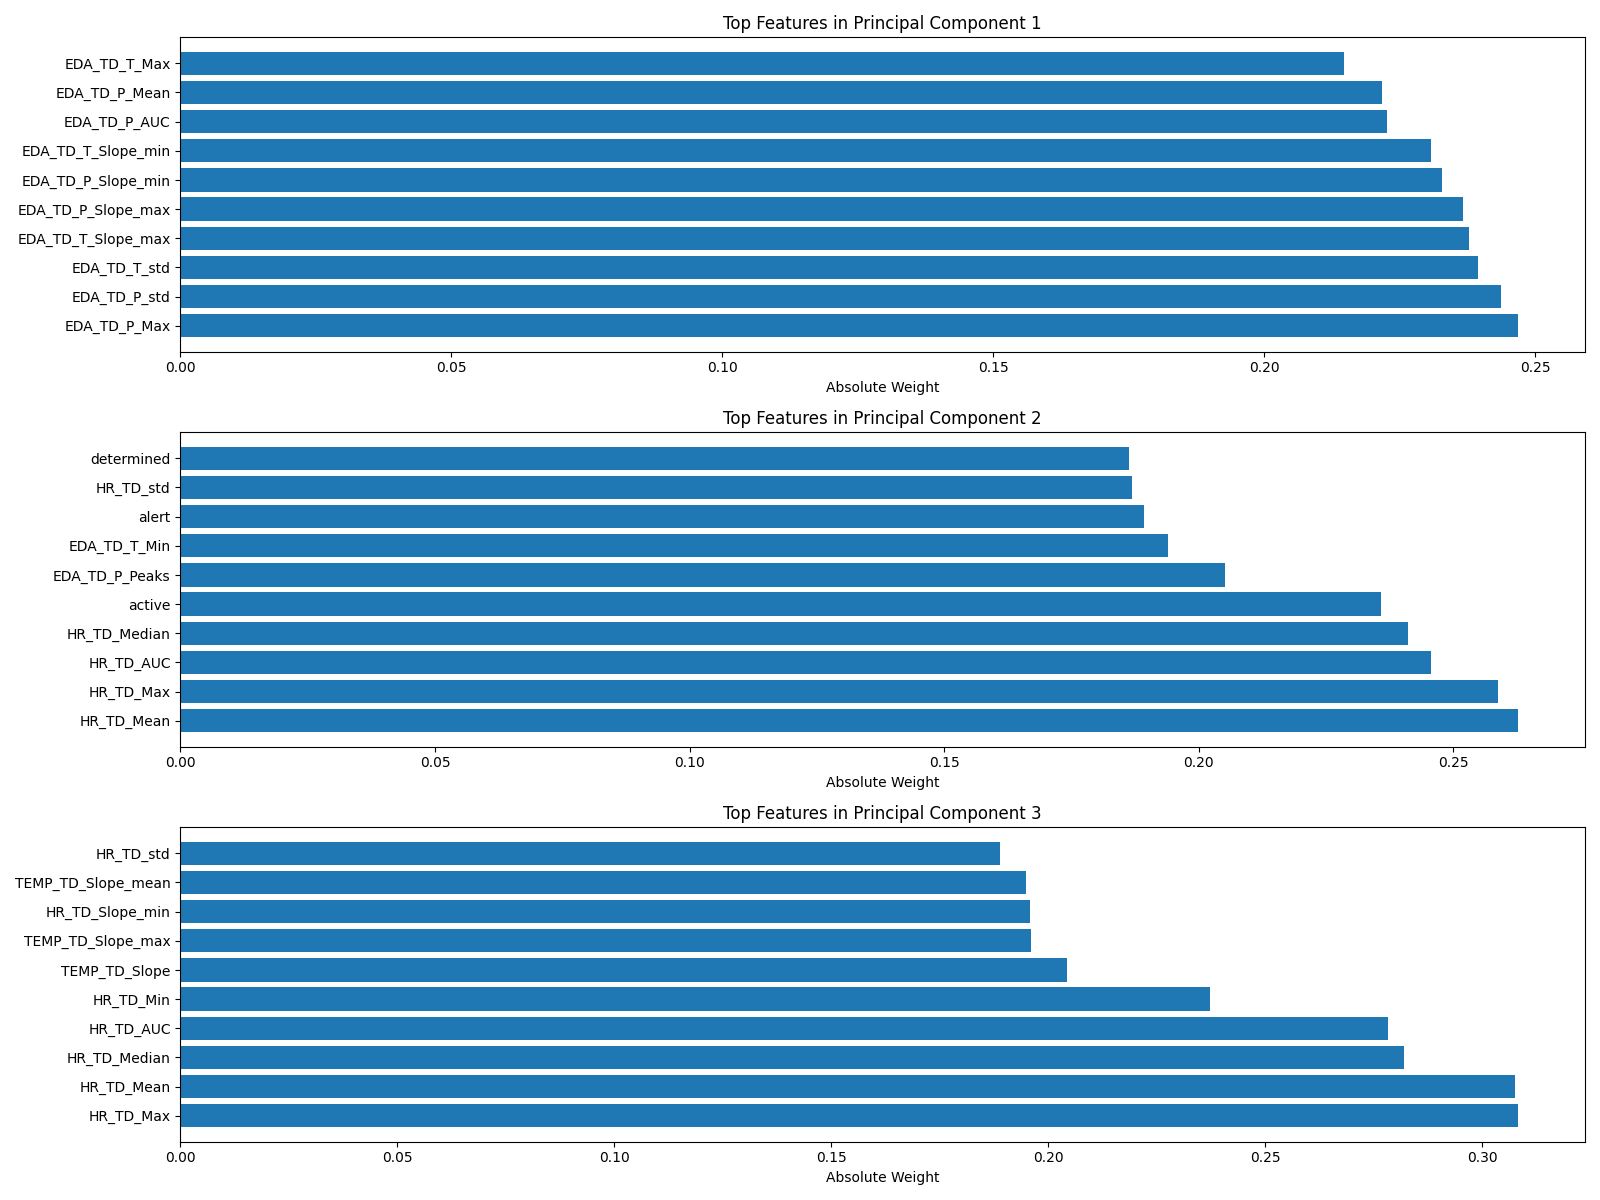 Top Features in Principal Component 1
EDA_TD_T_Max
EDA_TD_P_Mean
EDA_TD_P_AUC
EDA_TD_T_Slope_min
EDA_TD_P_Slope_min
EDA_TD_P_Slope_max
EDA_TD_T_Slope_max
EDA_TD_T_std
EDA_TD_P_std
EDA_TD_P_Max
0.00 0.05 0.10 0.15 0.20 0.25
Absolute Weight
Top Features in Principal Component 2
determined
HR_TD_std
alert
EDA_TD_T_Min
EDA_TD_P_Peaks
active
HR_TD_Median
HR_TD_AUC
HR_TD_Max
HR_TD_Mean
0.00 0.05 0.10 0.15 0.20 0.25
Absolute Weight
Top Features in Principal Component 3
HR_TD_std
TEMP_TD_Slope_mean
HR_TD_Slope_min
TEMP_TD_Slope_max
TEMP_TD_Slope
HR_TD_Min
HR_TD_AUC
HR_TD_Median
HR_TD_Mean
HR_TD_Max
0.00 0.05 0.10 0.15 0.20 0.25 0.30
Absolute Weight